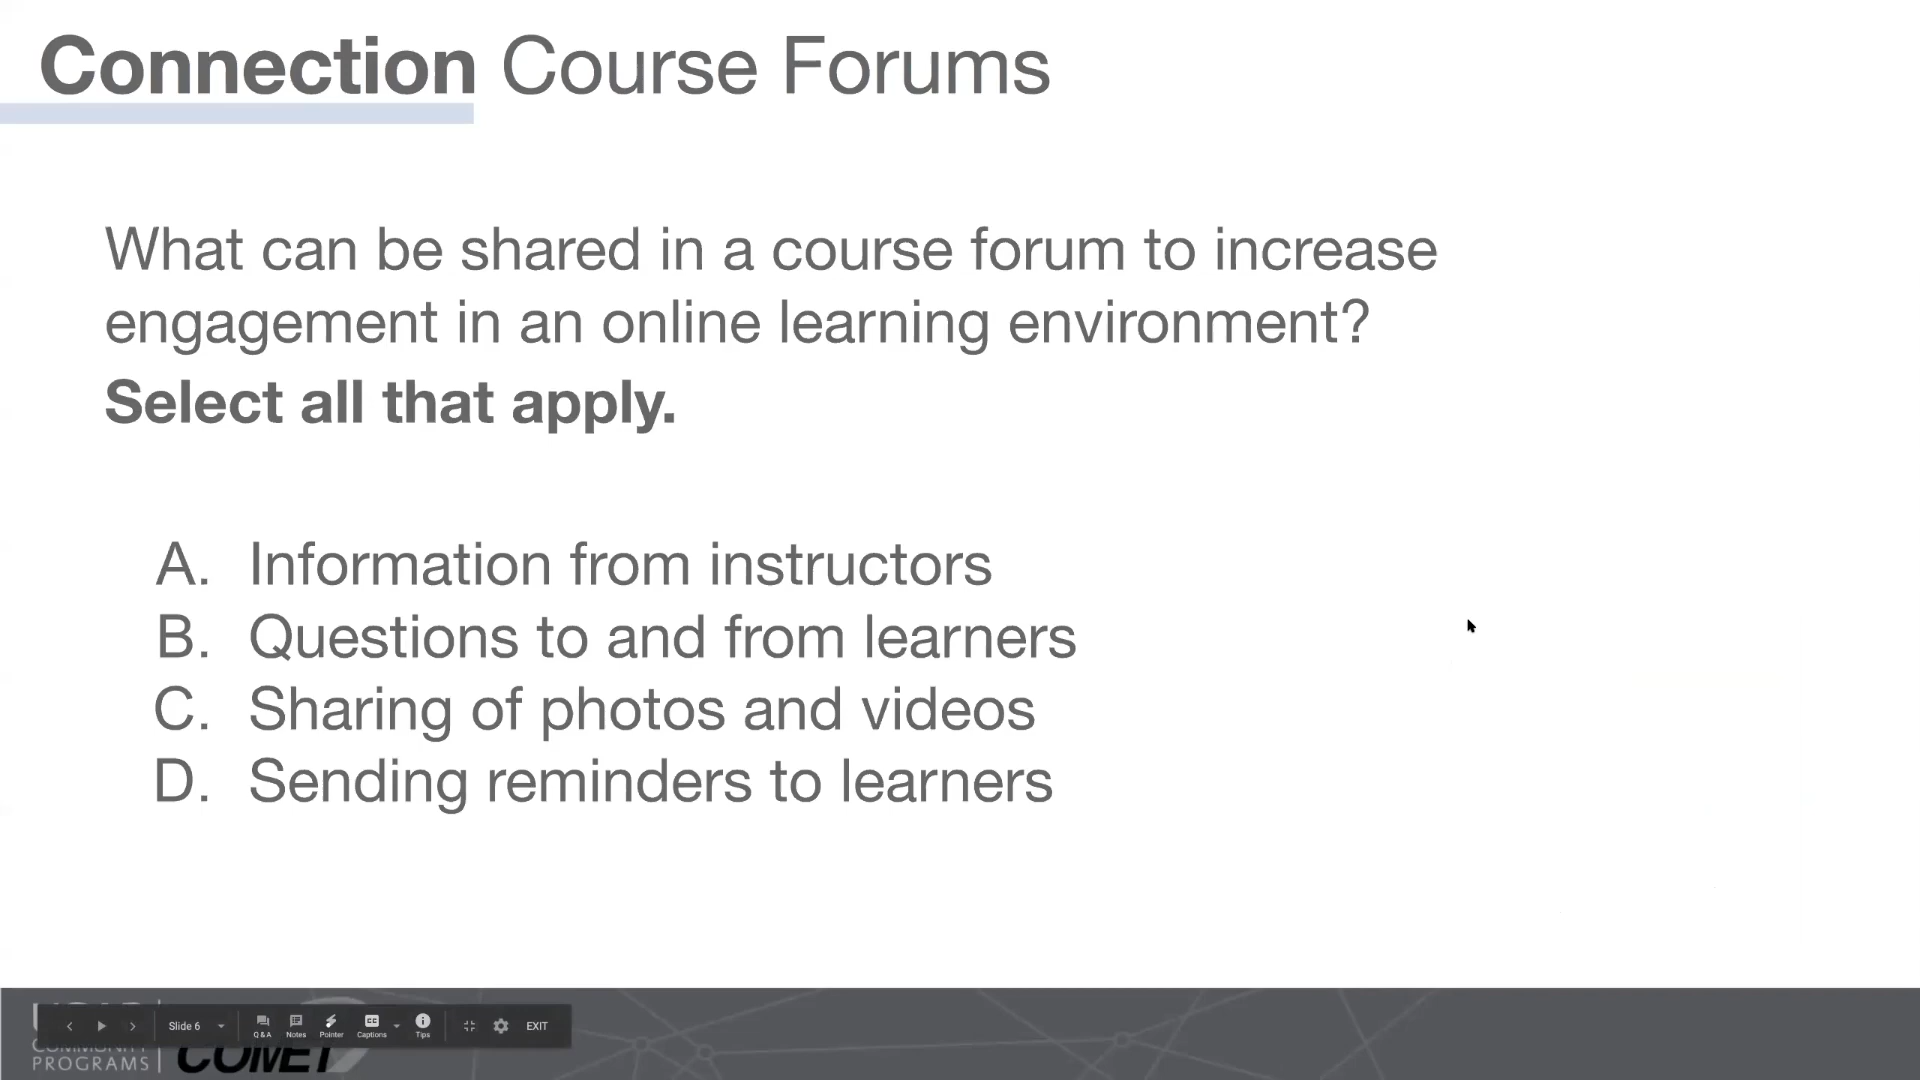 Connection Course Forums
What can be shared in a course forum to increase
engagement in an online learning environment?
Select all that apply.
A. Information from instructors
B. Questions to and from learners
C. Sharing of photos and videos
D. Sending reminders to learners
Slide 6
Q&A Notes Pointer Captions Tips EXIT
PROGRAMS
COMET